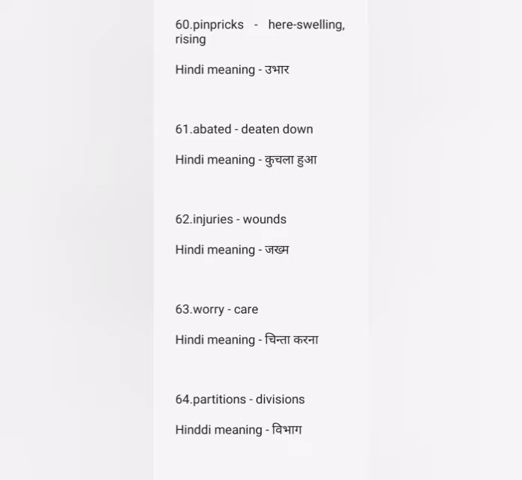 60.pinpricks - here-swelling,
rising
Hindi meaning - उभार
61.abated - deaten down
Hindi meaning - कुचला हुआ
62.injuries - wounds
Hindi meaning - जख्म
63.worry - care
Hindi meaning - चिन्ता करना
64.partitions - divisions
Hinddi meaning - विभाग